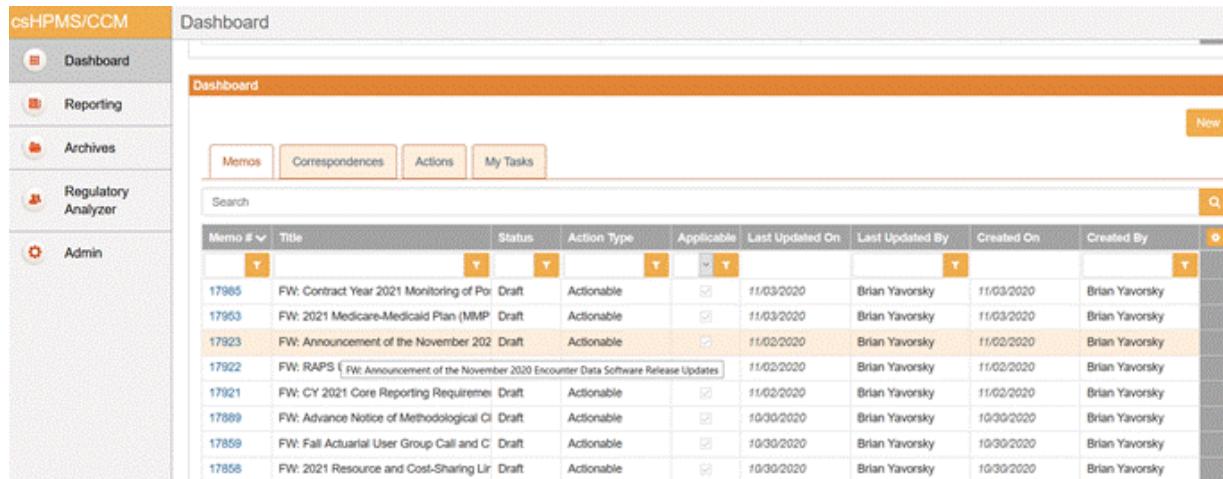 csHPMS/CCM
Dashboard
Dashboard
Reporting
Archives
Regulatory
Analyzer
Admin
Dashboard
New
Memos Correspondences Actions My Tasks
Search
Memo # Title Status Action Type Applicable Last Updated On Last Updated By Created On Created By
17985 FW: Contract Year 2021 Monitoring of Po Draft Actionable 11/03/2020 Brian Yavorsky 11/03/2020 Brian Yavorsky
17953 FW: 2021 Medicare-Medicaid Plan (MMP Draft Actionable 11/03/2020 Brian Yavorsky 11/03/2020 Brian Yavorsky
17923 FW: Announcement of the November 202 Draft Actionable 11/02/2020 Brian Yavorsky 11/02/2020 Brian Yavorsky
17922 FW: RAPS FW: Announcement of the November 2020 Encounter Data Software Release Updates 11/02/2020 Brian Yavorsky 11/02/2020 Brian Yavorsky
17921 FW: CY 2021 Core Reporting Requireme Draft Actionable 11/02/2020 Brian Yavorsky 11/02/2020 Brian Yavorsky
17889 FW: Advance Notice of Methodological C Draft Actionable 10/30/2020 Brian Yavorsky 10/30/2020 Brian Yavorsky
17859 FW: Fall Actuarial User Group Call and C Draft Actionable 10/30/2020 Brian Yavorsky 10/30/2020 Brian Yavorsky
17858 FW: 2021 Resource and Cost-Sharing Li Draft Actionable 10/30/2020 Brian Yavorsky 10/30/2020 Brian Yavorsky